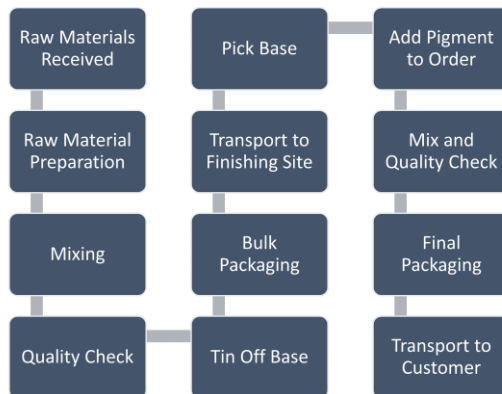 Raw Materials
Received
Raw Material
Preparation
Mixing
Quality Check
Tin Off Base
Bulk
Packaging
Transport to
Finishing Site
Pick Base
Add Pigment
to Order
Mix and
Quality Check
Final
Packaging
Transport to
Customer